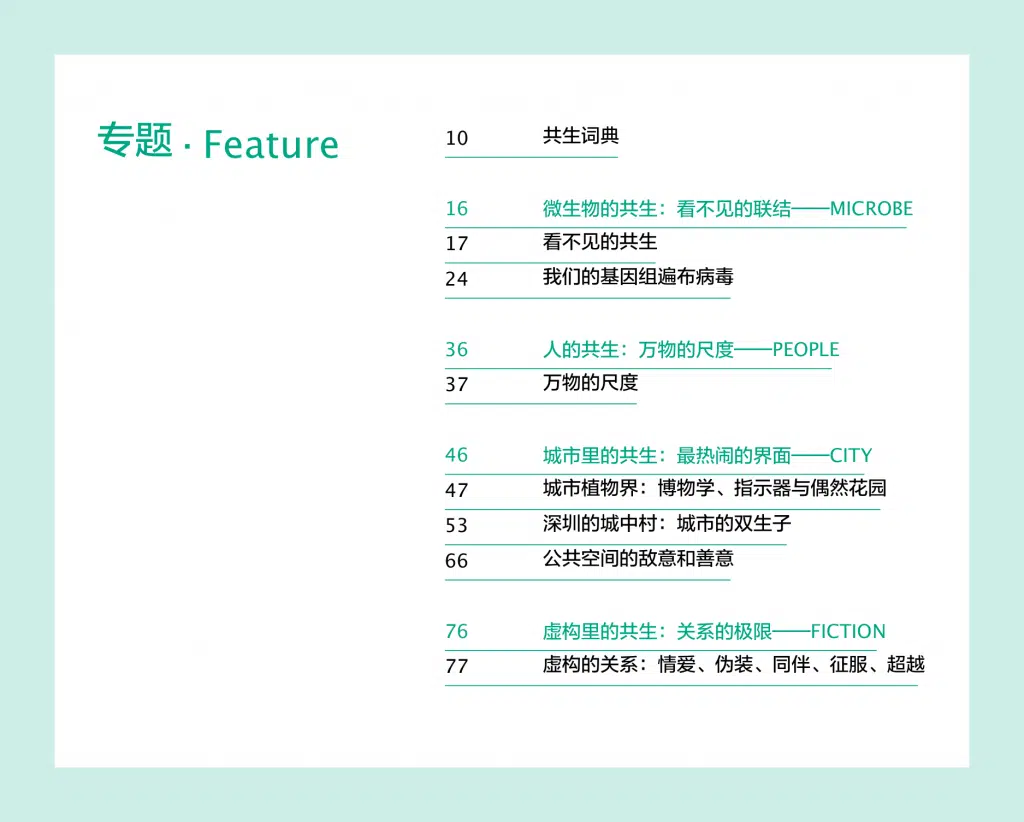 专题 · Feature
10 共生词典
16 微生物的共生：看不见的联结——MICROBE
17 看不见的共生
24 我们的基因组遍布病毒
36 人的共生：万物的尺度——PEOPLE
37 万物的尺度
46 城市里的共生：最热闹的界面——CITY
47 城市植物界：博物学、指示器与偶然花园
53 深圳的城中村：城市的双生子
66 公共空间的敌意和善意
76 虚构里的共生：关系的极限——FICTION
77 虚构的关系：情爱、伪装、同伴、征服、超越